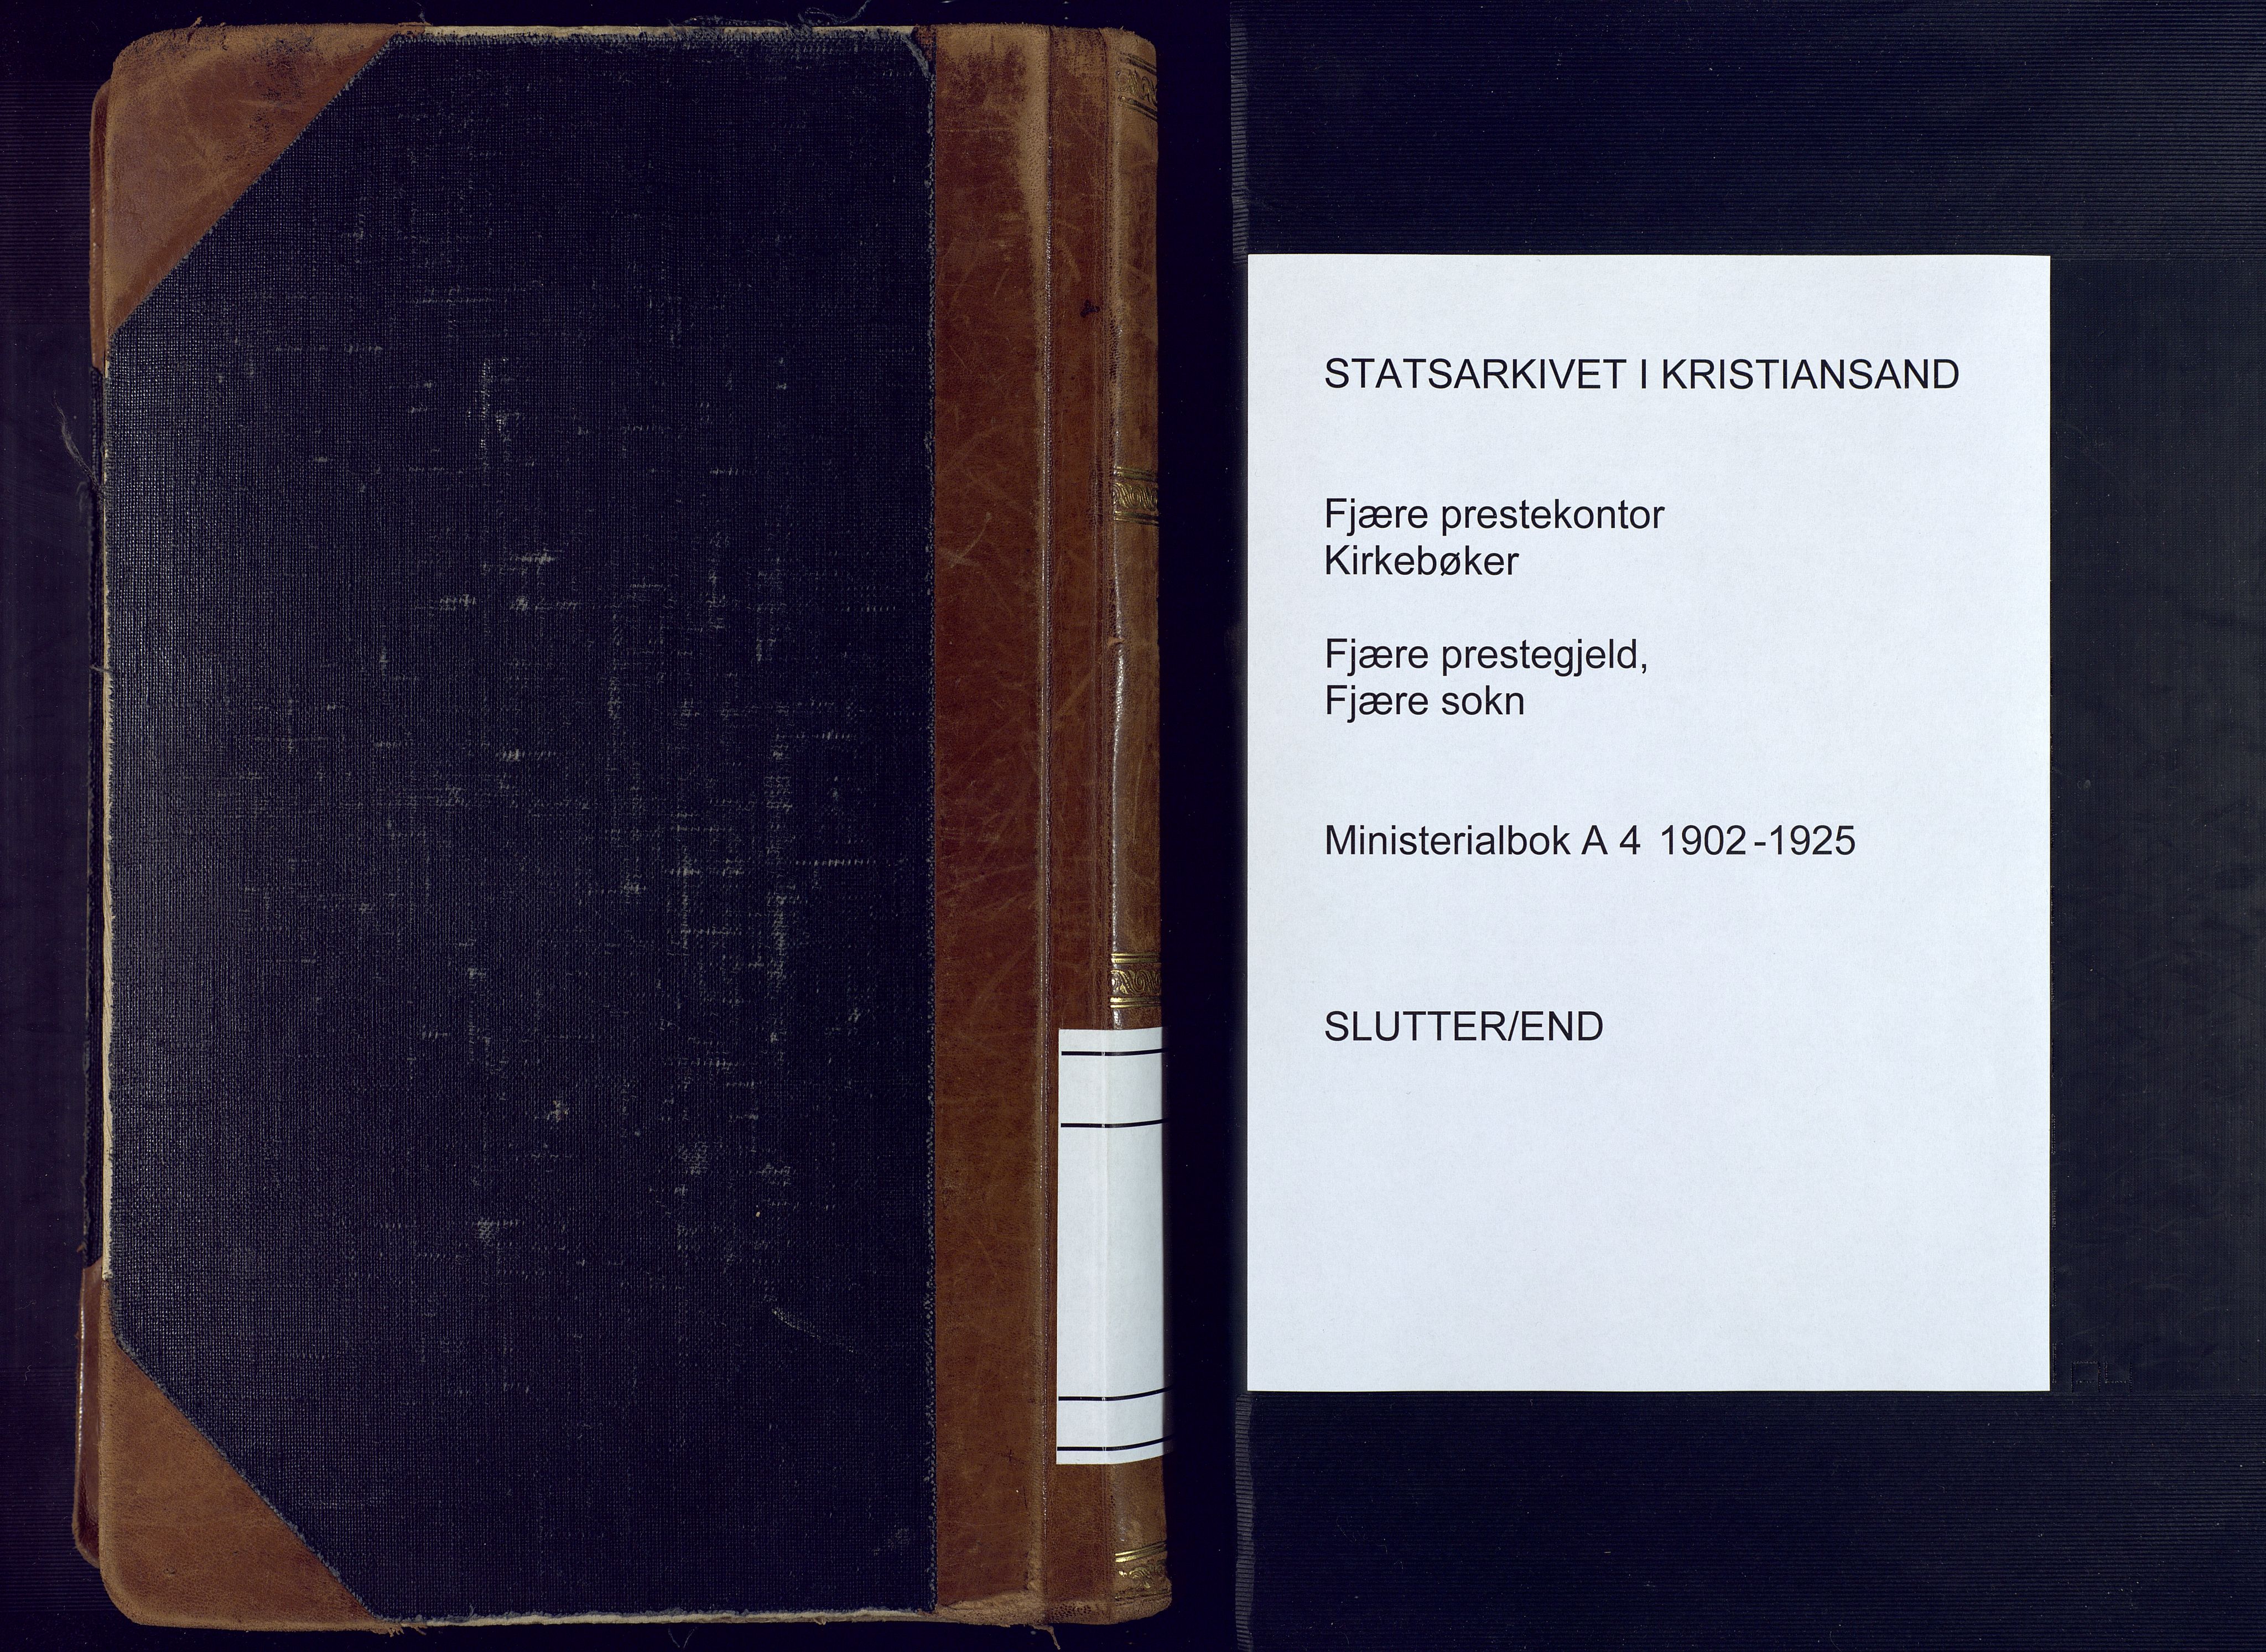 STATSARKIVET I KRISTIANSAND
Fjære prestekontor
Kirkebøker
Fjære prestegjeld,
Fjære sokn
Ministerialbok A 4 1902-1925
SLUTTER/END